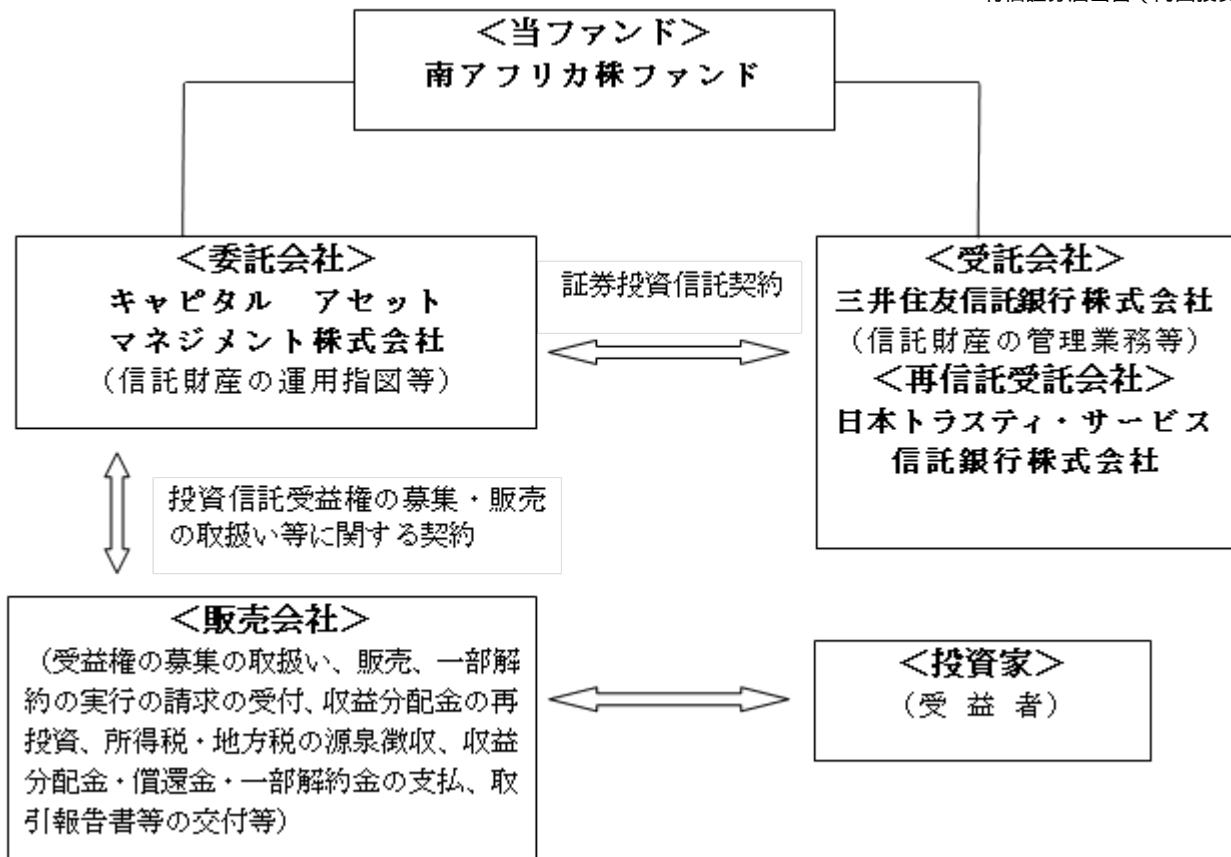 ＜当ファンド＞
南アフリカ株ファンド
＜委託会社＞
キャピタル　アセット
マネジメント株式会社
（信託財産の運用指図等）
証券投資信託契約
＜受託会社＞
三井住友信託銀行株式会社
（信託財産の管理業務等）
＜再信託受託会社＞
日本トラスティ・サービス
信託銀行株式会社
投資信託受益権の募集・販売
の取扱い等に関する契約
＜販売会社＞
（受益権の募集の取扱い、販売、一部解
約の実行の請求の受付、収益分配金の再
投資、所得税・地方税の源泉徴収、収益
分配金・償還金・一部解約金の支払、取
引報告書等の交付等）
＜投資家＞
（受 益 者）